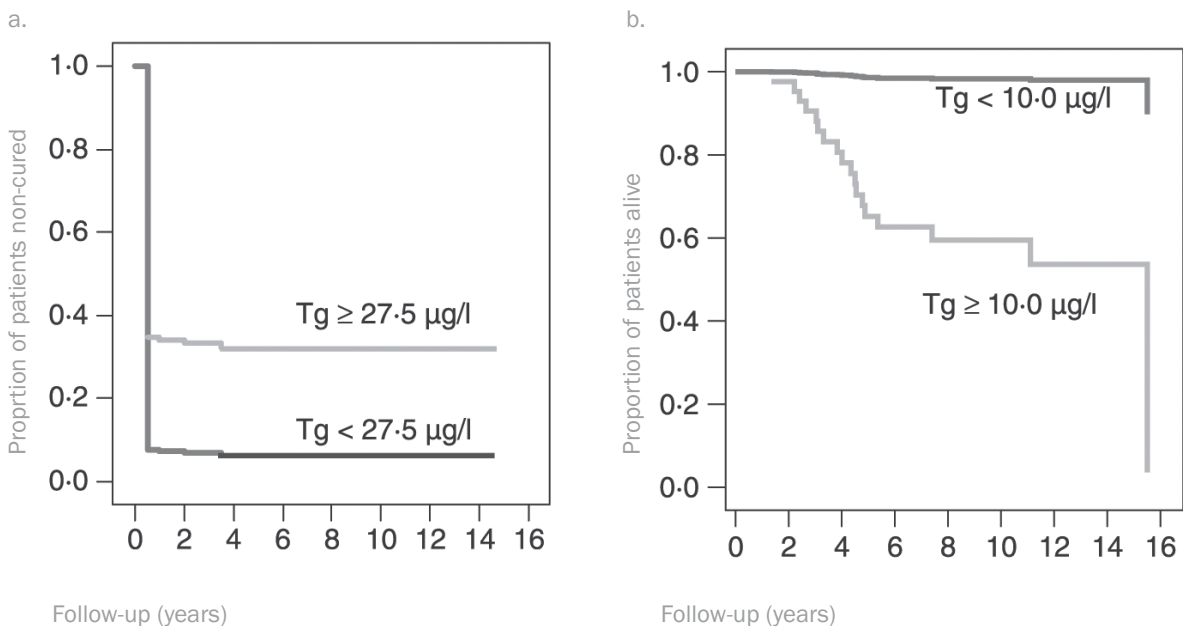 a.
Proprtion of patients non-cured
1·0
0·8
0·6
0·4
0·2
0·0
Tg ≥ 27·5 µg/l
Tg < 27·5 µg/l
0 2 4 6 8 10 12 14 16
Follow-up (years)
b.
Proportion of patients alive
1·0
0·8
0·6
0·4
0·2
0·0
Tg < 10·0 µg/l
Tg ≥ 10·0 µg/l
0 2 4 6 8 10 12 14 16
Follow-up (years)